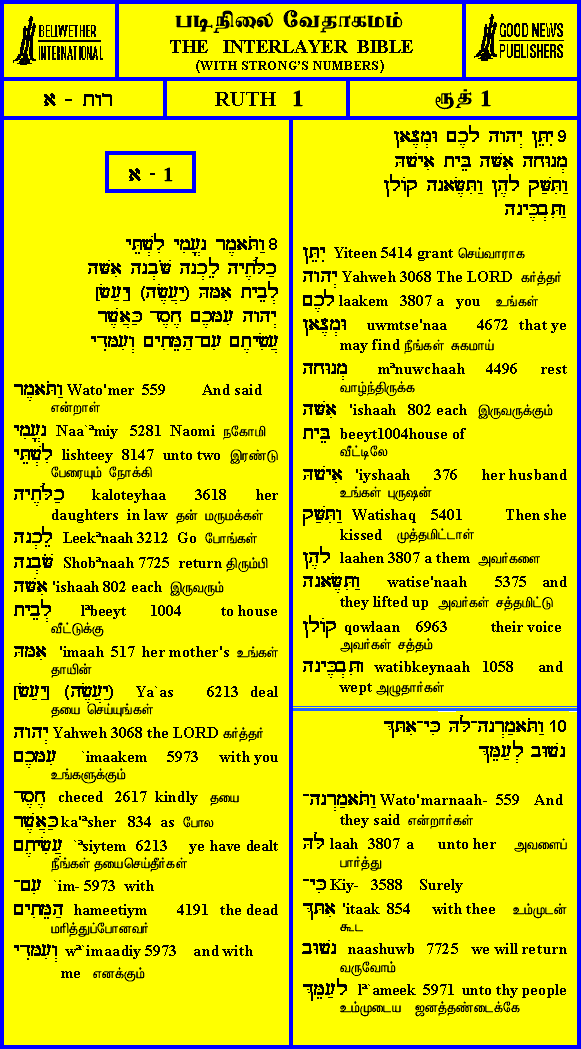 BELLWETHER
INTERNATIONAL
படிநிலை வேதாகமம்
THE INTERLAYER BIBLE
(WITH STRONG'S NUMBERS)
GOOD NEWS
PUBLISHERS
רות - א
RUTH 1
ரூத் 1
א - 1
8 וַתֹּאמֶר נָעֳמִי לִשְׁתֵּי
כַלֹּתֶיהָ לֵכְנָה שֹּׁבְנָה אִשָּׁה
לְבֵית אִמָּהּ (יַעֲשֶׂה) [יַעַשׂ]
יְהוָה עִמָּכֶם חֶסֶד כַּאֲשֶׁר
עֲשִׂיתֶם עִם־הַמֵּתִים וְעִמָּדִי
וַתֹּאמֶר Wato'mer 559 And said
என்றாள்
נָעֳמִי Naa`ªmiy 5281 Naomi நகோமி
לִשְׁתֵּי lishteey 8147 unto two இரண்டு
பேரையும் நோக்கி
כַלֹּתֶיהָ kaloteyhaa 3618 her
daughters in law தன் மருமக்கள்
לֵכְנָה Leekªnaah 3212 Go போங்கள்
שֹּׁבְנָה Shobªnaah 7725 return திரும்பி
אִשָּׁה 'ishaah 802 each இருவரும்
לְבֵית lªbeeyt 1004 to house
வீட்டுக்கு
אִמָּהּ 'imaah 517 her mother's உங்கள்
தாயின்
(יַעֲשֶׂה) [יַעַשׂ] Ya`as 6213 deal
தயை செய்யுங்கள்
יְהוָה Yahweh 3068 the LORD கர்த்தர்
עִמָּכֶם `imaakem 5973 with you
உங்களுக்கும்
חֶסֶד checed 2617 kindly தயை
כַּאֲשֶׁר ka'ªsher 834 as போல
עֲשִׂיתֶם `ªsiytem 6213 ye have dealt
நீங்கள் தயைசெய்தீர்கள்
עִם־ `im- 5973 with
הַמֵּתִים hameetiym 4191 the dead
மரித்துப்போனவர்
וְעִמָּדִי wª`imaadiy 5973 and with
me எனக்கும்
9 יִתֵּן יְהוָה לָכֶם וּמְצֶאןָ
מְנוּחָה אִשָּׁה בֵּית אִישָׁהּ
וַתִּשַּׁק לָהֶן וַתִּשֶּׂאנָה קוֹלָן
וַתִּבְכֶּינָה
יִתֵּן Yiteen 5414 grant செய்வாராக
יְהוָה Yahweh 3068 The LORD கர்த்தர்
לָכֶם laakem 3807 a you உங்கள்
וּמְצֶאןָ uwmtse'naa 4672 that ye
may find நீங்கள் சுகமாய்
מְנוּחָה mªnuwchaah 4496 rest
வாழ்ந்திருக்க
אִשָּׁה 'ishaah 802 each இருவருக்கும்
בֵּית beeyt1004house of
வீட்டிலே
אִישָׁהּ 'iyshaah 376 her husband
உங்கள் புருஷன்
וַתִּשַּׁק Watishaq 5401 Then she
kissed முத்தமிட்டாள்
לָהֶן laahen 3807 a them அவர்களை
וַתִּשֶּׂאנָה watise'naah 5375 and
they lifted up அவர்கள் சத்தமிட்டு
קוֹלָן qowlaan 6963 their voice
அவர்கள் சத்தம்
וַתִּבְכֶּינָה watibkeynaah 1058 and
wept அழுதார்கள்
10 וַתֹּאמַרְנָה־לָּהּ כִּי־אִתָּךְ
נָשׁוּב לְעַמֵּךְ
וַתֹּאמַרְנָה־ Wato'marnaah- 559 And
they said என்றார்கள்
לָּהּ laah 3807 a unto her அவளைப்
பார்த்து
כִּי־ Kiy- 3588 Surely
אִתָּךְ 'itaak 854 with thee உம்முடன்
கூட
נָשׁוּב naashuwb 7725 we will return
வருவோம்
לְעַמֵּךְ lª`ameek 5971 unto thy people
உம்முடைய ஜனத்தண்டைக்கே